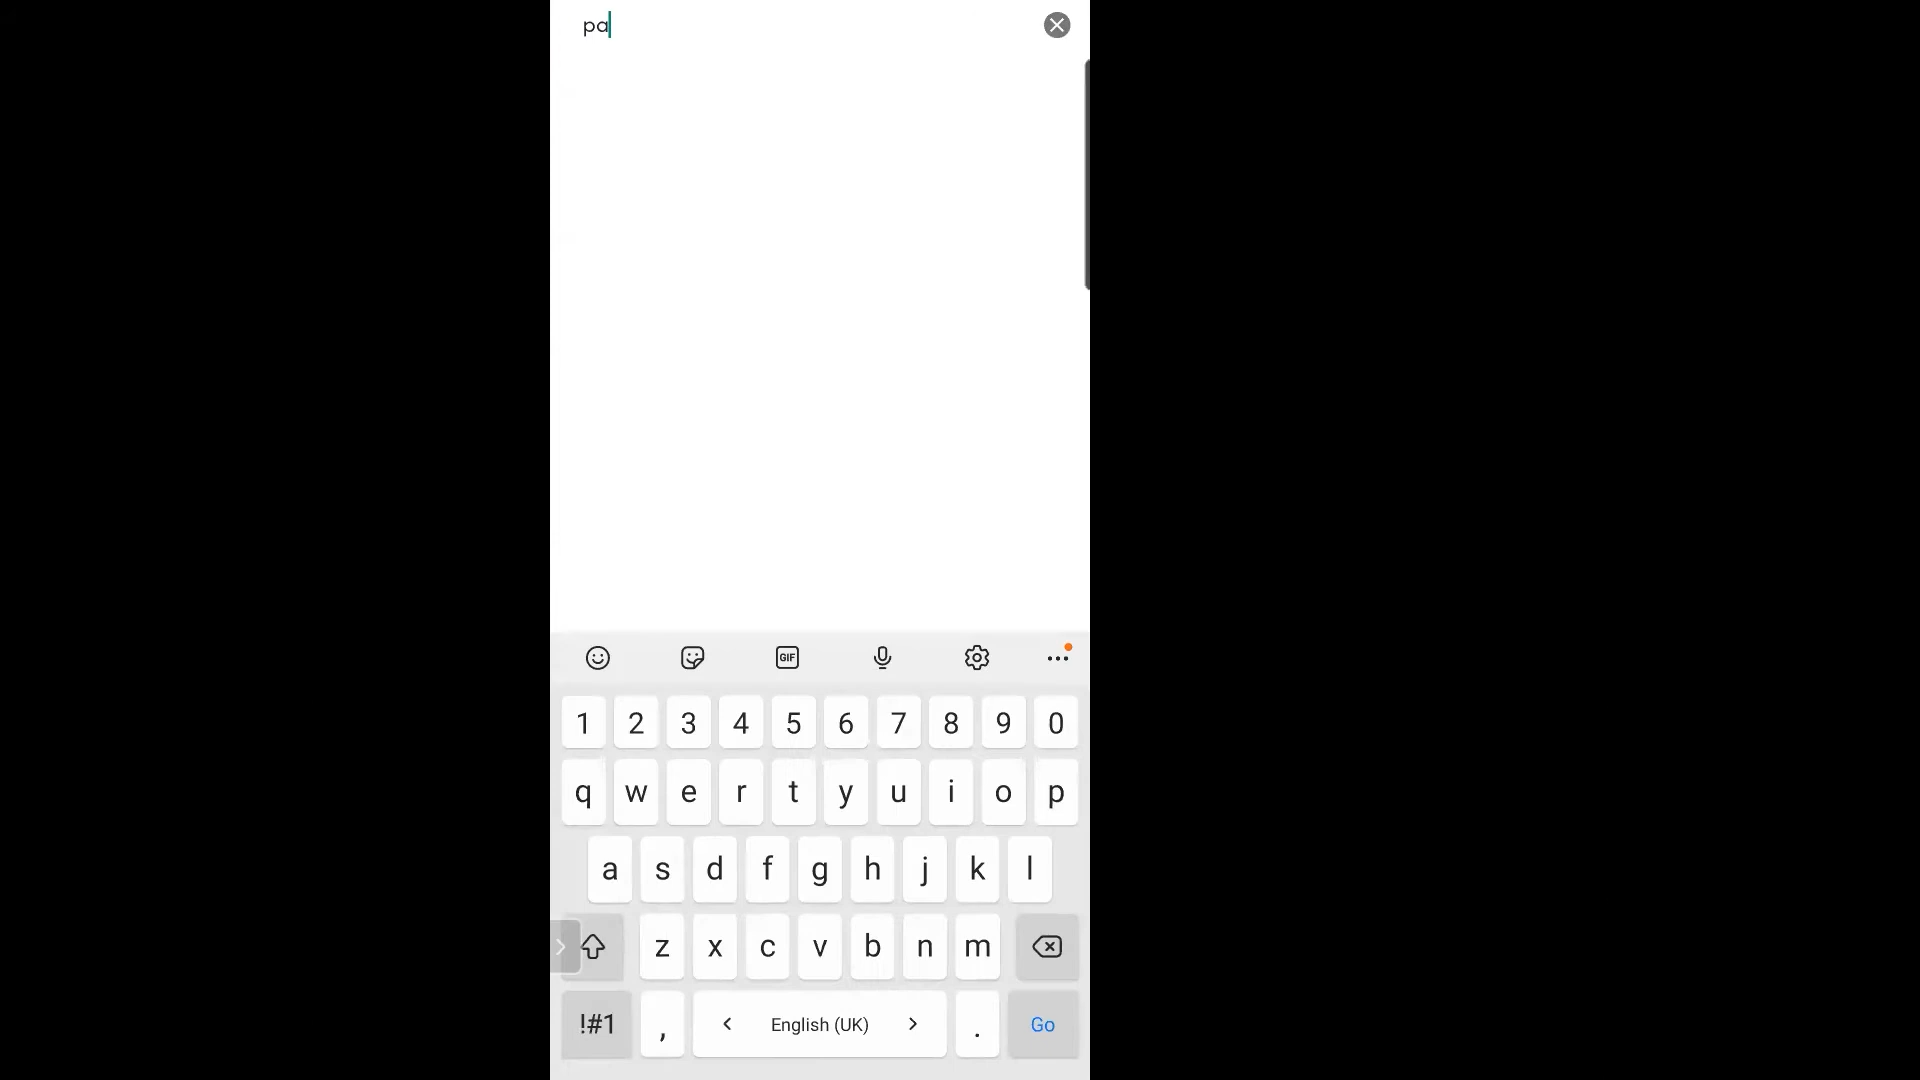 pa
GIF
1 2 3 4 5 6 7 8 9 0
q w e r t y u i o p
a s d f g h j k l
z x c v b n m
!#1 , < English (UK) > . Go